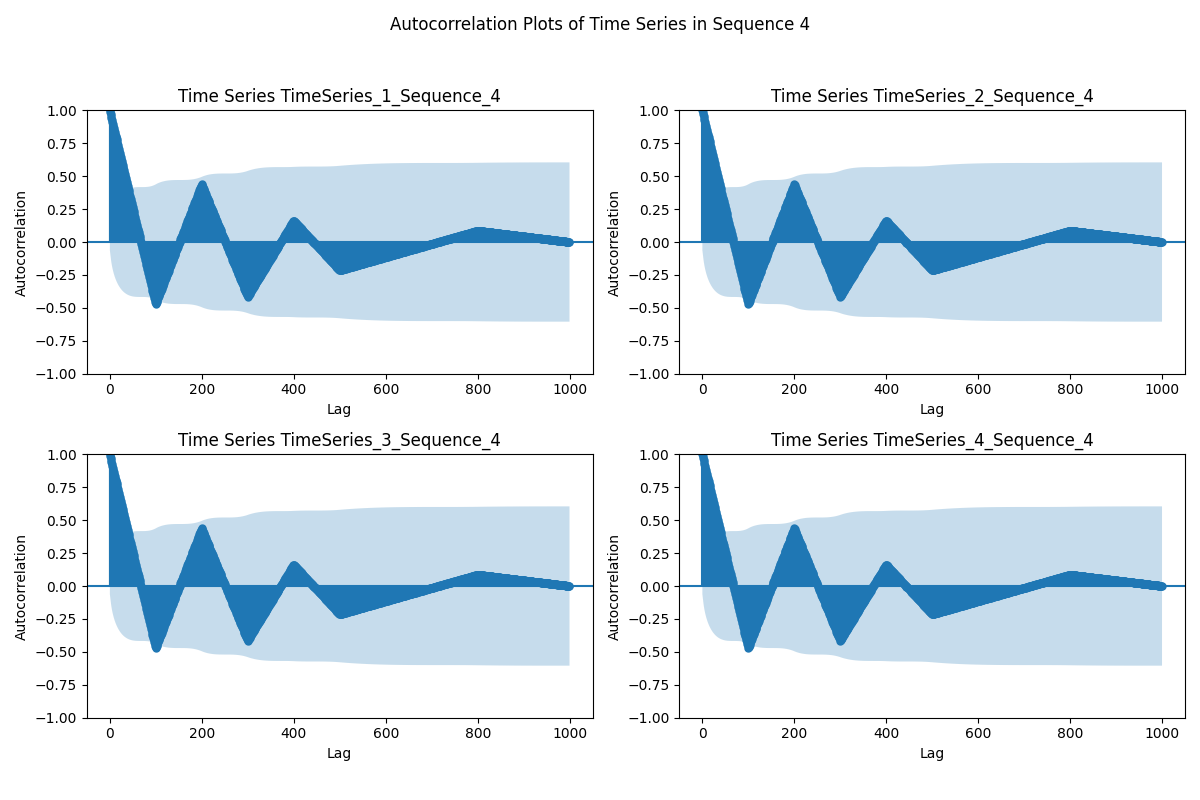 Autocorrelation Plots of Time Series in Sequence 4
Time Series TimeSeries_1_Sequence_4
1.00
0.75
0.50
0.25
0.00
−0.25
−0.50
−0.75
−1.00
Autocorrelation
0 200 400 600 800 1000
Lag
Time Series TimeSeries_2_Sequence_4
1.00
0.75
0.50
0.25
0.00
−0.25
−0.50
−0.75
−1.00
Autocorrelation
0 200 400 600 800 1000
Lag
Time Series TimeSeries_3_Sequence_4
1.00
0.75
0.50
0.25
0.00
−0.25
−0.50
−0.75
−1.00
Autocorrelation
0 200 400 600 800 1000
Lag
Time Series TimeSeries_4_Sequence_4
1.00
0.75
0.50
0.25
0.00
−0.25
−0.50
−0.75
−1.00
Autocorrelation
0 200 400 600 800 1000
Lag